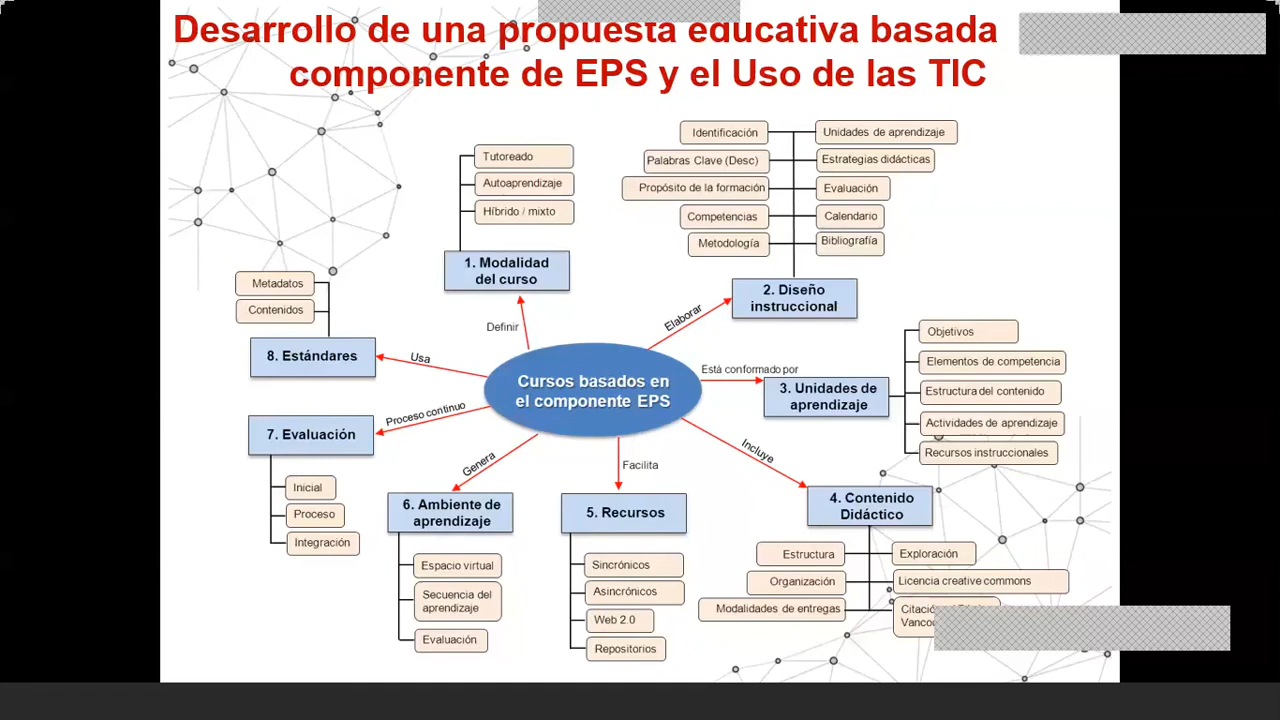 Desarrollo de una propuesta educativa basada
componente de EPS y el Uso de las TIC
Tutoreado
Autoaprendizaje
Híbrido / mixto
1. Modalidad
del curso
Identificación
Palabras Clave (Desc)
Propósito de la formación
Competencias
Metodología
Unidades de aprendizaje
Estrategias didácticas
Evaluación
Calendario
Bibliografía
2. Diseño
instruccional
Metadatos
Contenidos
8. Estándares
Definir
Elaborar
Usa
Está conformado por
Cursos basados en
el componente EPS
3. Unidades de
aprendizaje
Objetivos
Elementos de competencia
Estructura del contenido
Actividades de aprendizaje
Recursos instruccionales
Proceso continuo
7. Evaluación
Inicial
Proceso
Integración
Genera
6. Ambiente de
aprendizaje
Espacio virtual
Secuencia del
aprendizaje
Evaluación
Facilita
5. Recursos
Sincrónicos
Asincrónicos
Web 2.0
Repositorios
Incluye
4. Contenido
Didáctico
Estructura
Organización
Modalidades de entregas
Exploración
Licencia creative commons